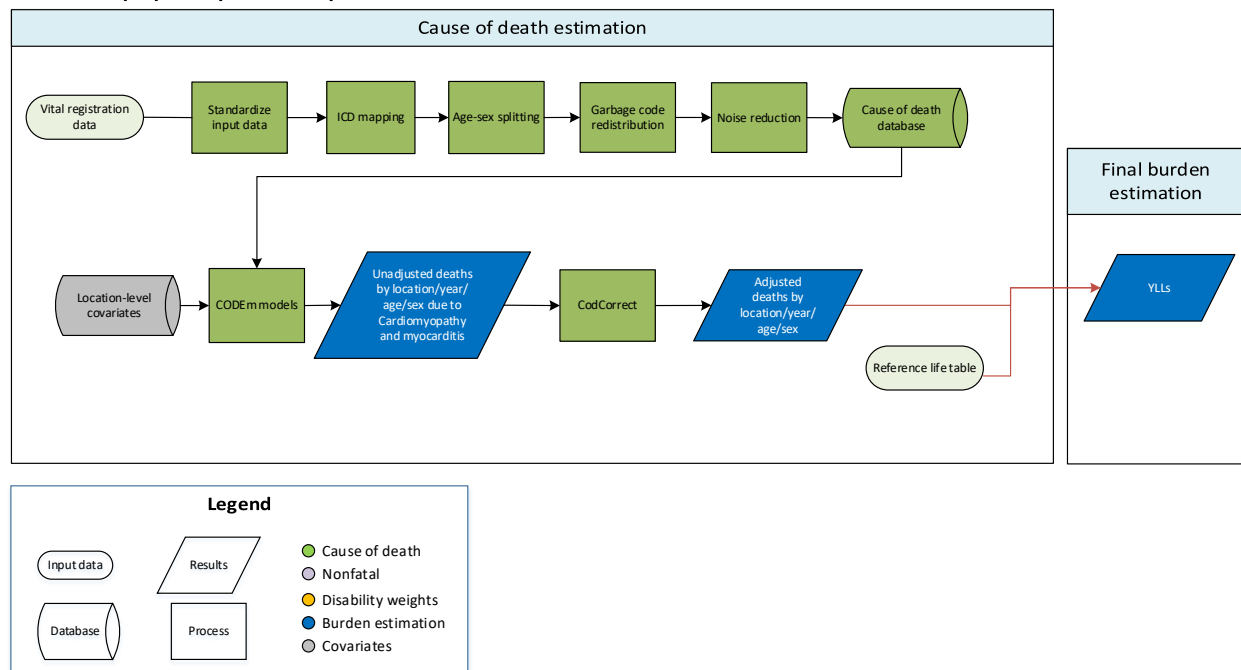 Cause of death estimation
Vital registration
data
Standardize
input data
ICD mapping
Age-sex splitting
Garbage code
redistribution
Noise reduction
Cause of death
database
Final burden
estimation
Location-level
covariates
CODEm models
Unadjusted deaths
by location/year/
age/sex due to
Cardiomyopathy
and myocarditis
CodCorrect
Adjusted
deaths by
location/year/
age/sex
YLLs
Reference life table
Legend
Input data
Results
Database
Process
Cause of death
Nonfatal
Disability weights
Burden estimation
Covariates